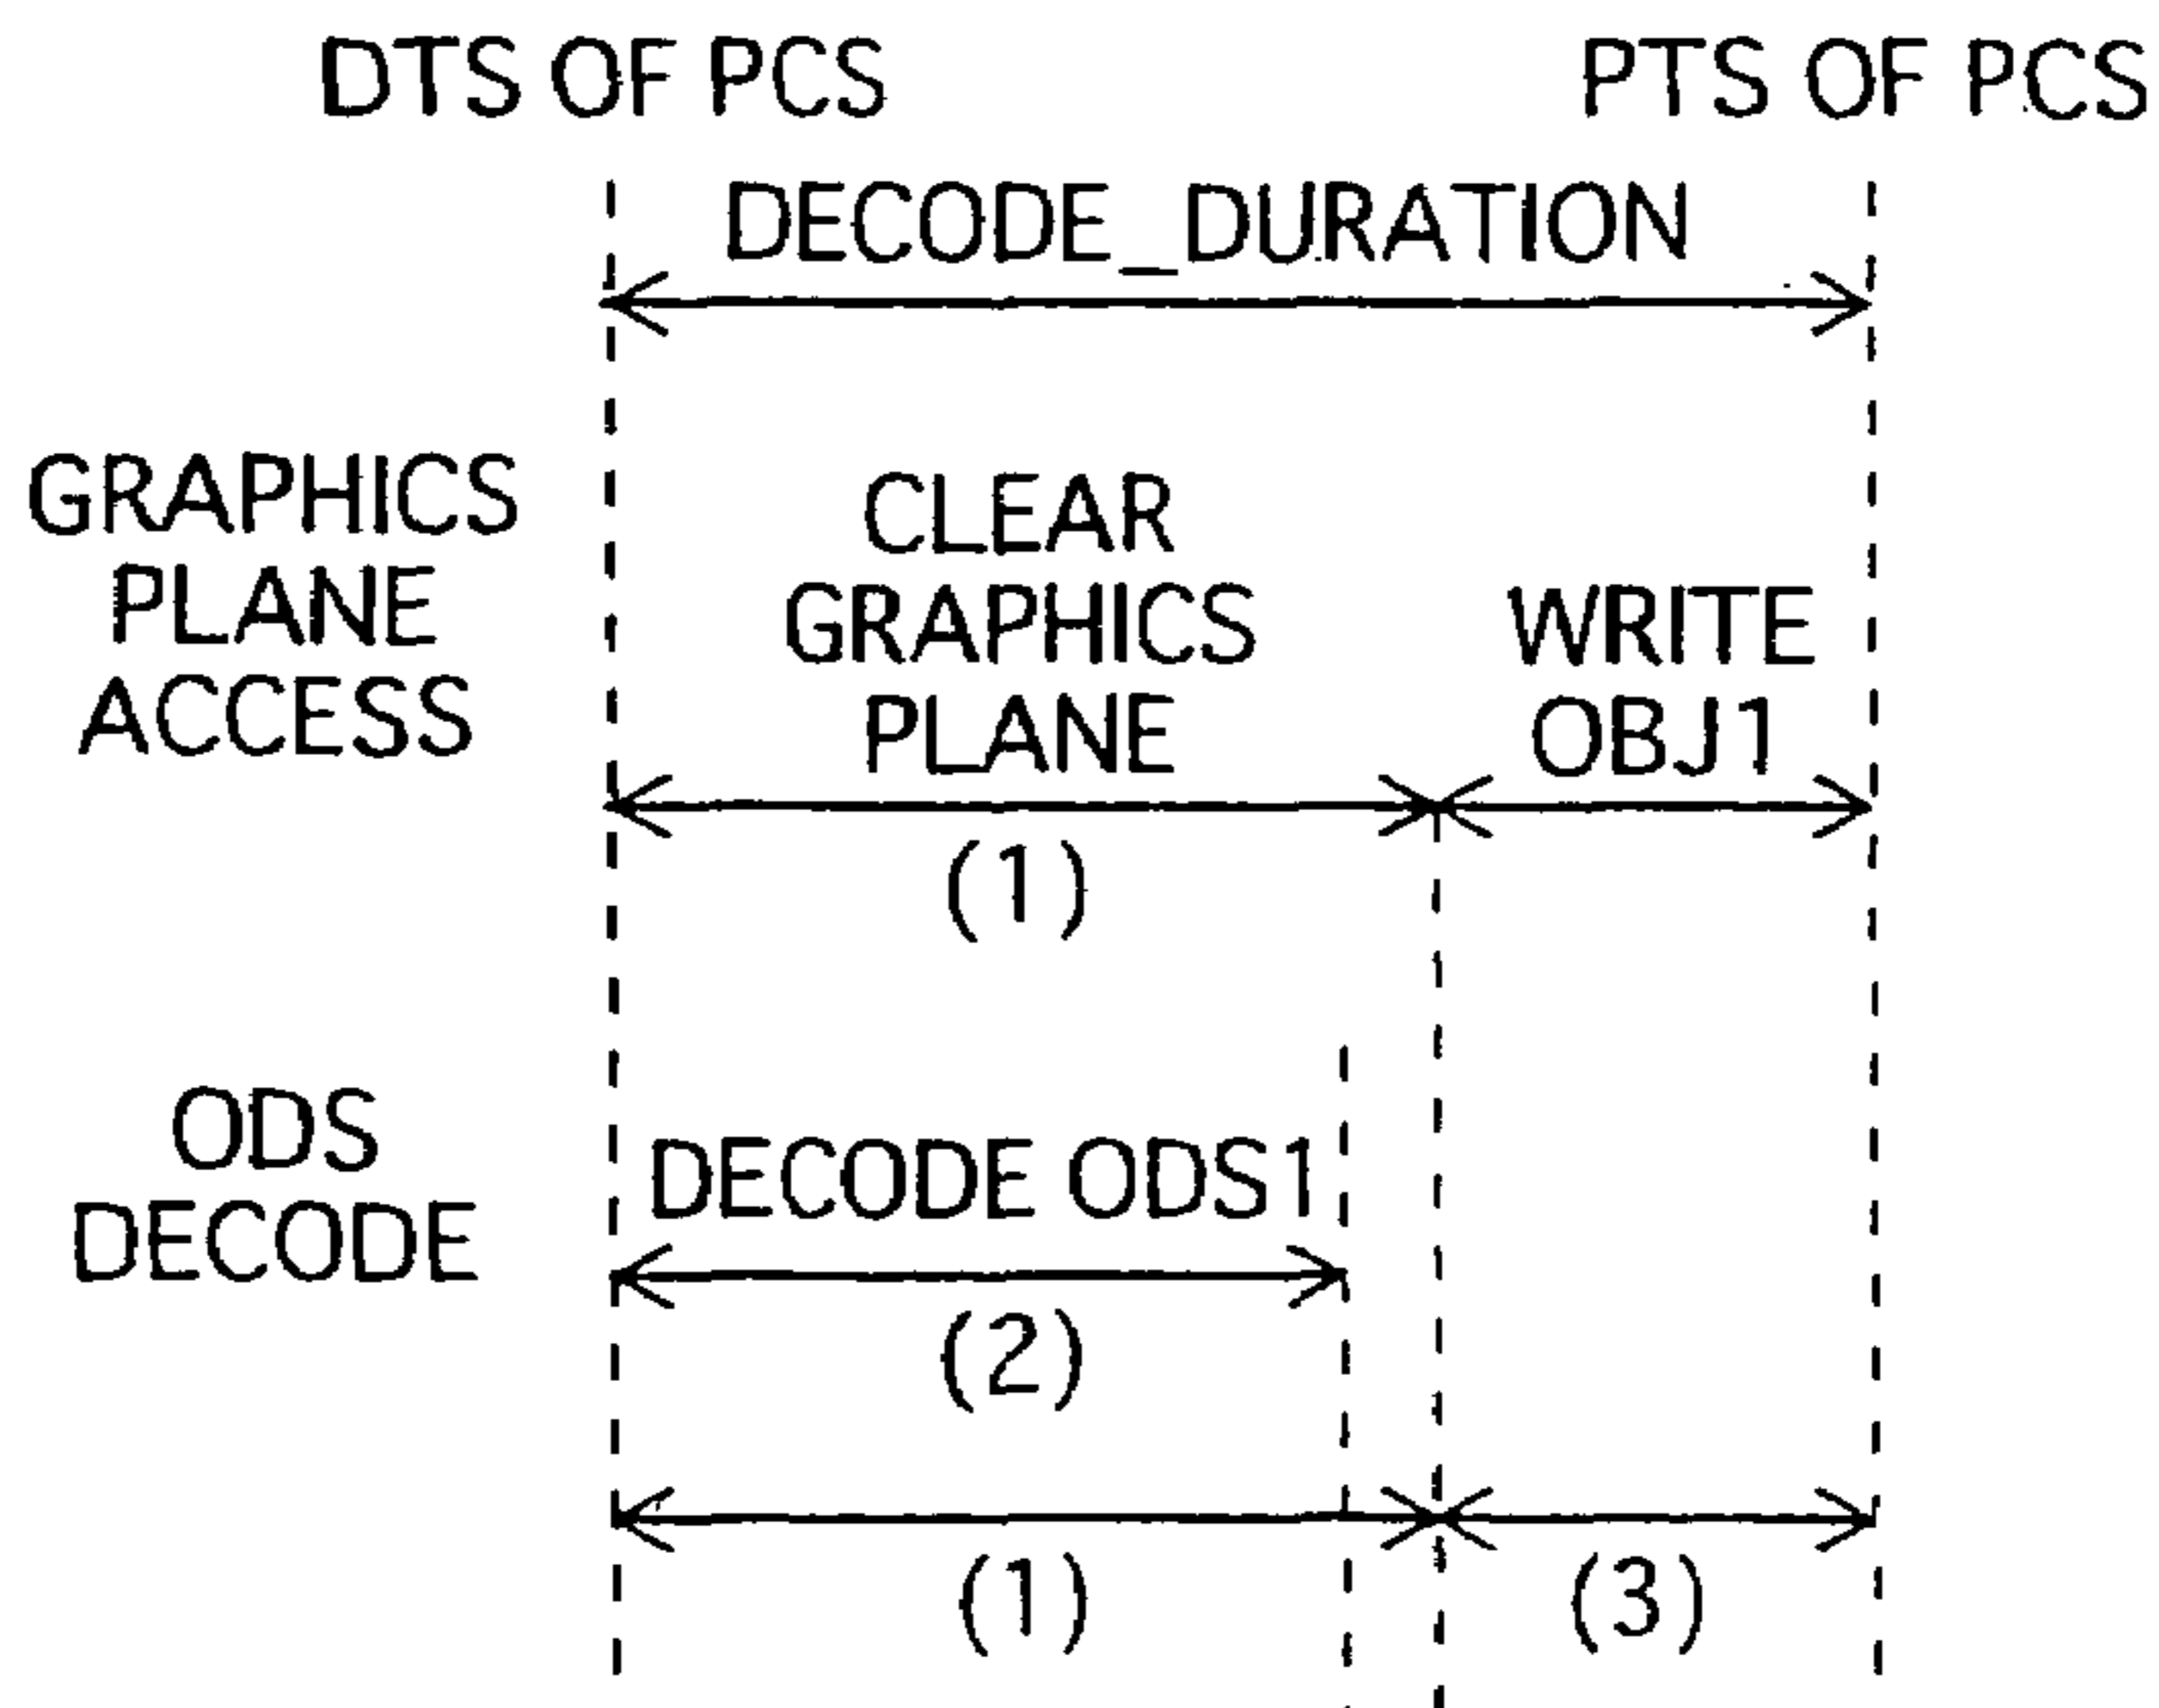 DTS OF PCS
PTS OF PCS
DECODE_DURATION
GRAPHICS
PLANE
ACCESS
CLEAR
GRAPHICS
PLANE
WRITE
OBJ1
(1)
ODS
DECODE
DECODE ODS1
(2)
(1)
(3)